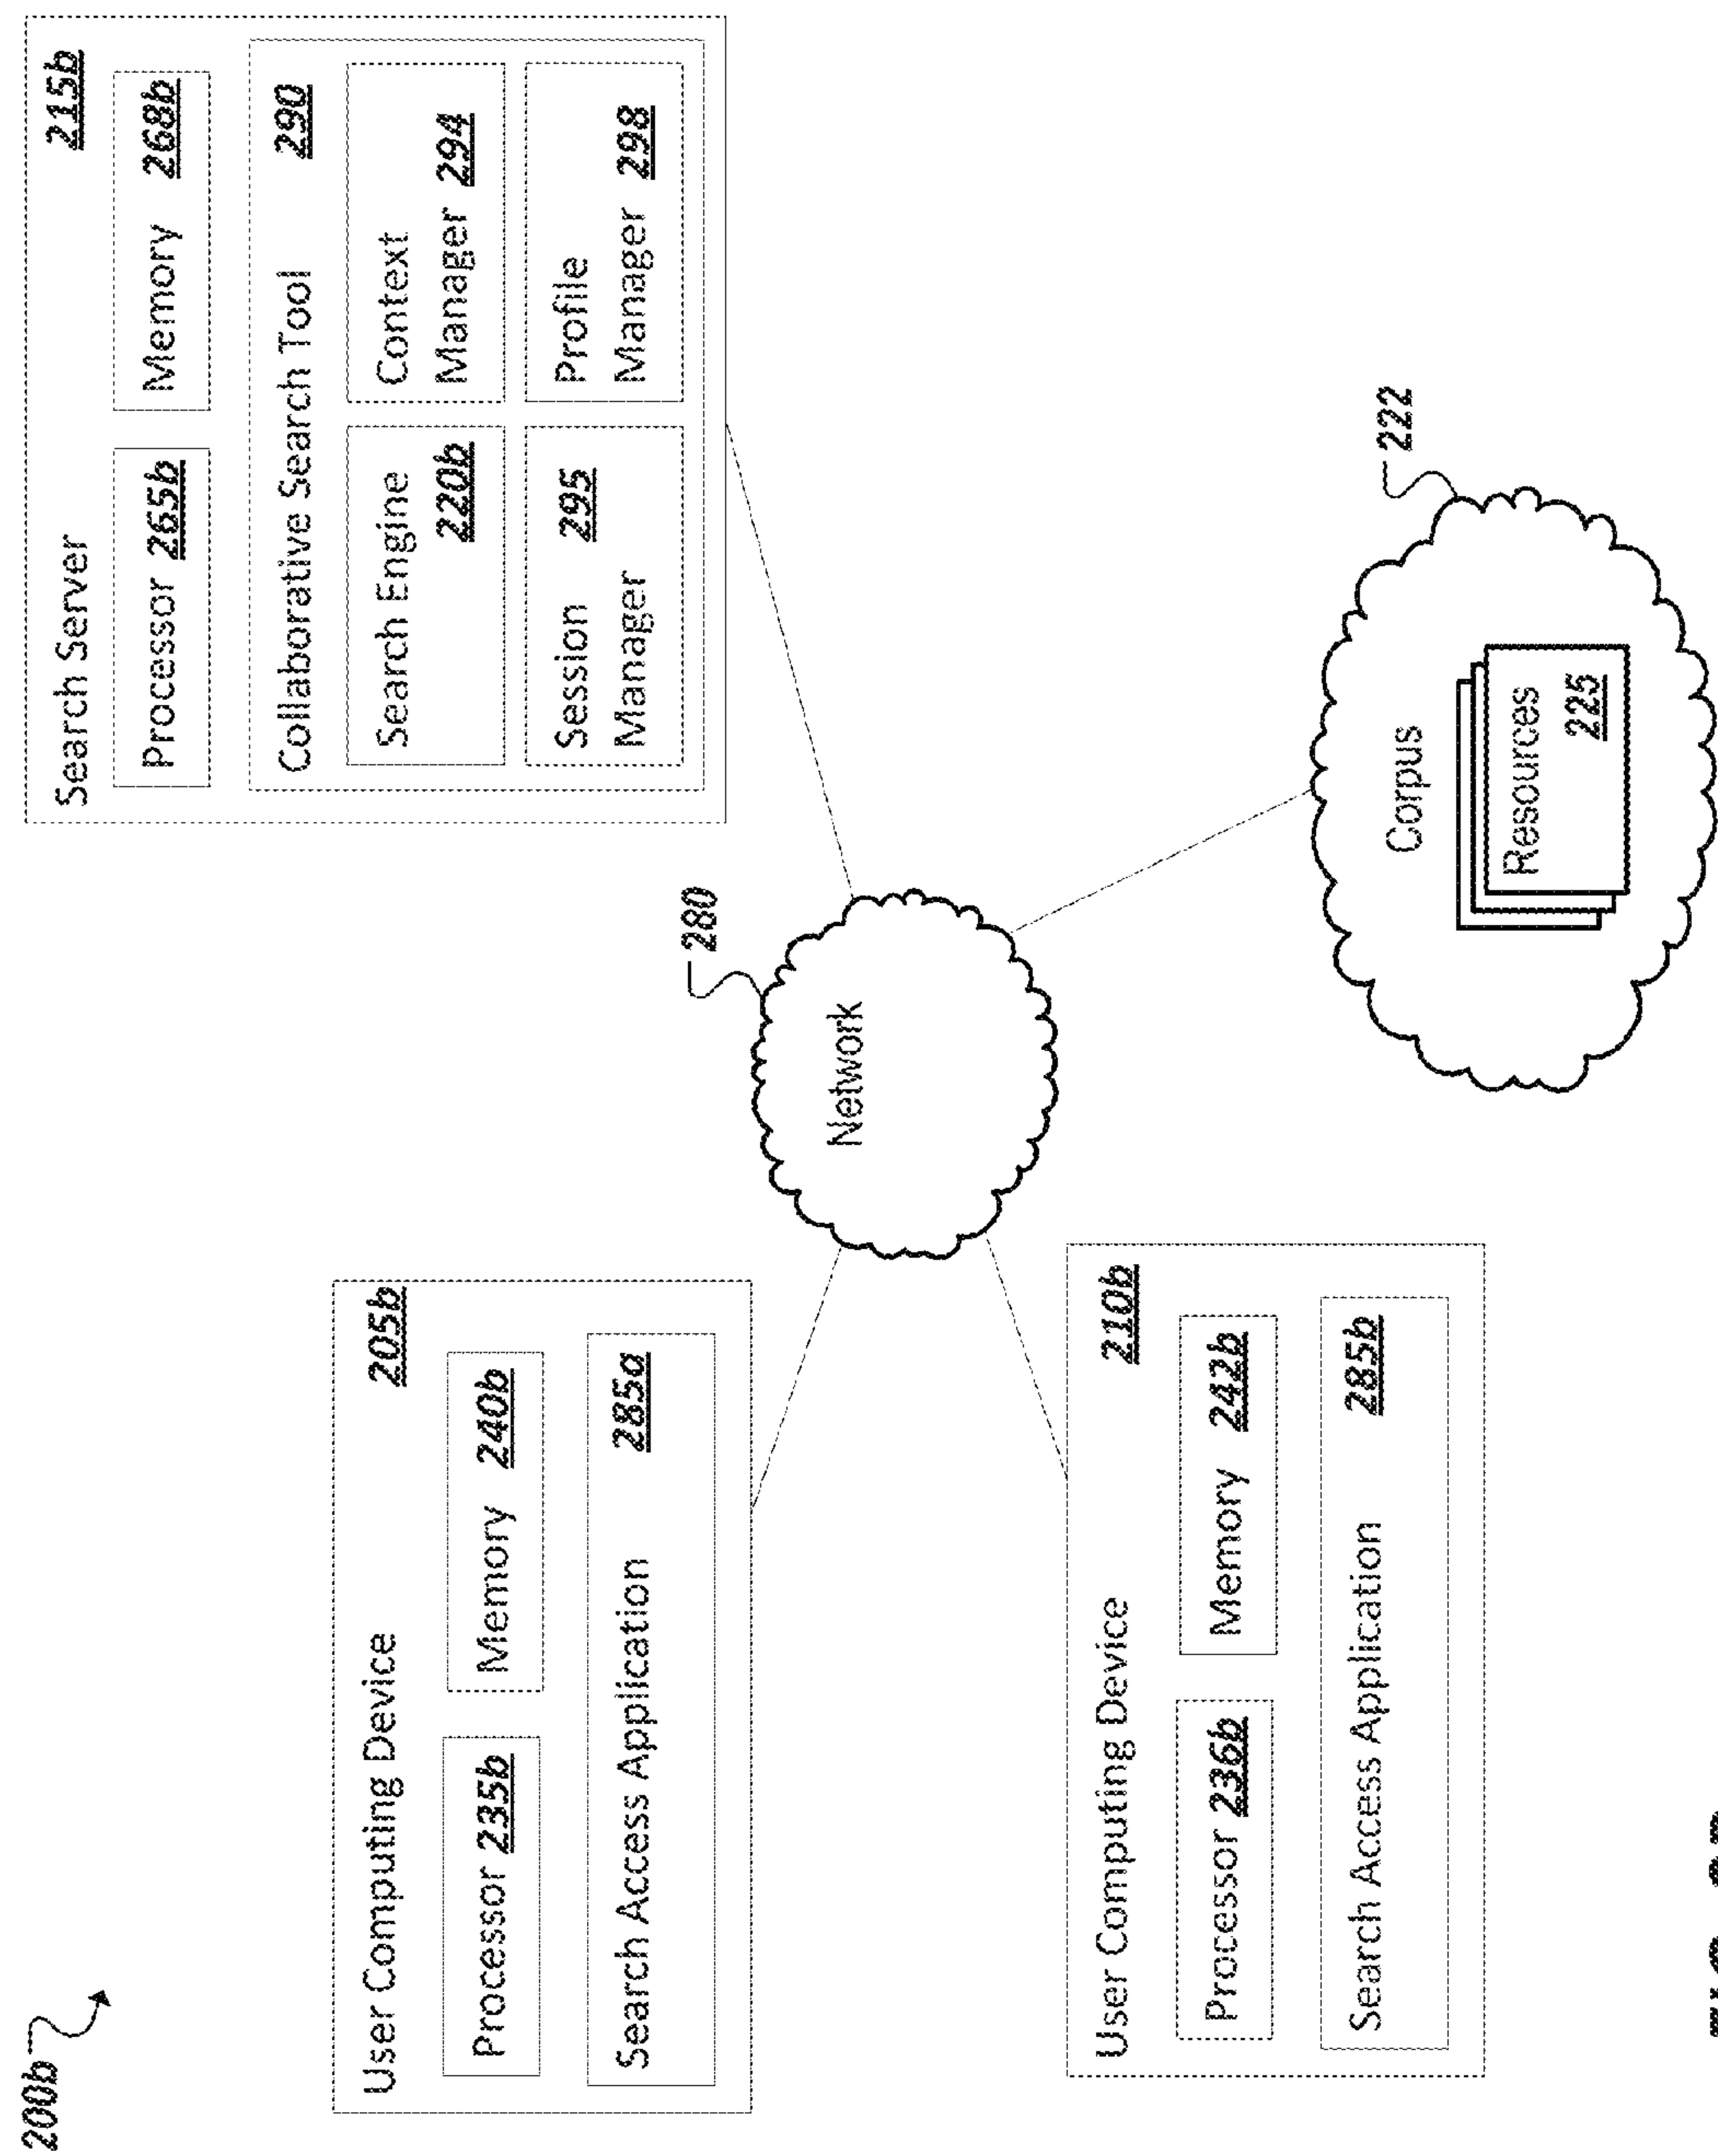 200b
User Computing Device 205b
Processor 235b
Memory 240b
Search Access Application 285a
User Computing Device 210b
Processor 236b
Memory 242b
Search Access Application 285b
280
Network
Search Server 215b
Processor 265b
Memory 268b
Collaborative Search Tool 290
Search Engine
220b
Context
Manager 294
Session 295
Manager
Profile
Manager 298
222
Corpus
Resources
225